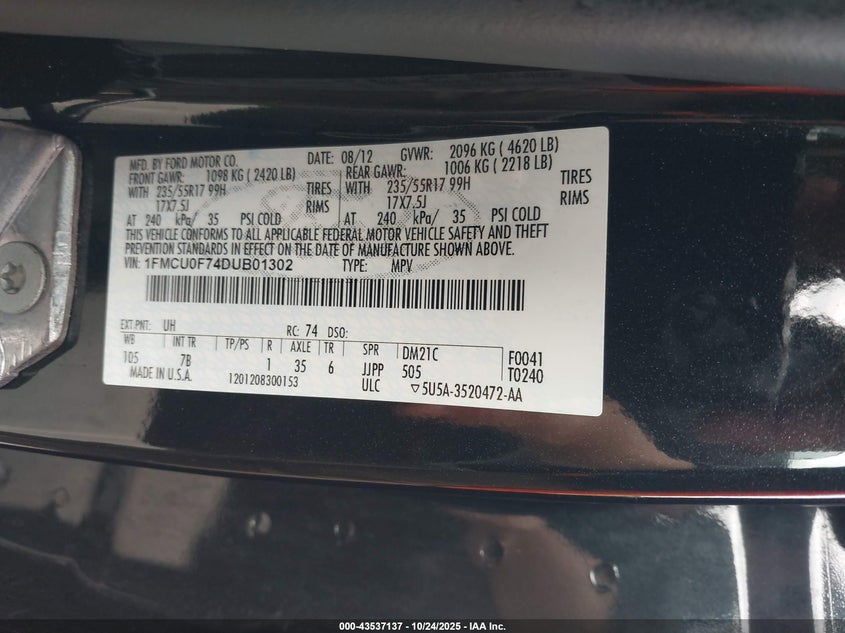 MFD. BY FORD MOTOR CO. DATE: 08/12 GVWR: 2096 KG ( 4620 LB)
FRONT GAWR: 1098 KG ( 2420 LB) REAR GAWR: 1006 KG ( 2218 LB)
WITH 235/55R17 99H TIRES WITH 235/55R17 99H TIRES
17X7.5J RIMS 17X7.5J RIMS
AT 240 kPa/ 35 PSI COLD AT 240 kPa/ 35 PSI COLD
THIS VEHICLE CONFORMS TO ALL APPLICABLE FEDERAL MOTOR VEHICLE SAFETY AND THEFT
PREVENTION STANDARDS IN EFFECT ON THE DATE OF MANUFACTURE SHOWN ABOVE.
VIN: 1FMCU0F74DUB01302 TYPE: MPV
EXT PNT: UH RC: 74 DSO:
WB INT TR TP/PS R AXLE TR SPR DM21C F0041
105 7B 1 35 6 JJPP 505 T0240
MADE IN U.S.A. 1201208300153 ULC ▽5U5A-3520472-AA
000-43537137 - 10/24/2025 - IAA Inc.